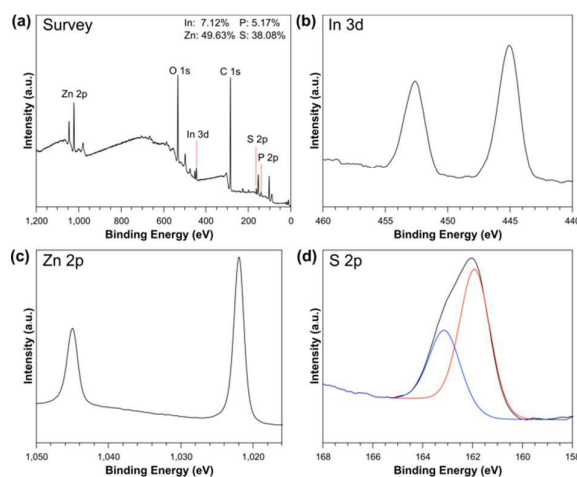 (a) Survey
In: 7.12% P: 5.17%
Zn: 49.63% S: 38.08%
O 1s
C 1s
Zn 2p
In 3d
S 2p
P 2p
Intensity (a.u.)
1,200 1,000 800 600 400 200 0
Binding Energy (eV)
(b) In 3d
Intensity (a.u.)
460 455 450 445 440
Binding Energy (eV)
(c) Zn 2p
Intensity (a.u.)
1,050 1,040 1,030 1,020
Binding Energy (eV)
(d) S 2p
Intensity (a.u.)
168 166 164 162 160 158
Binding Energy (eV)